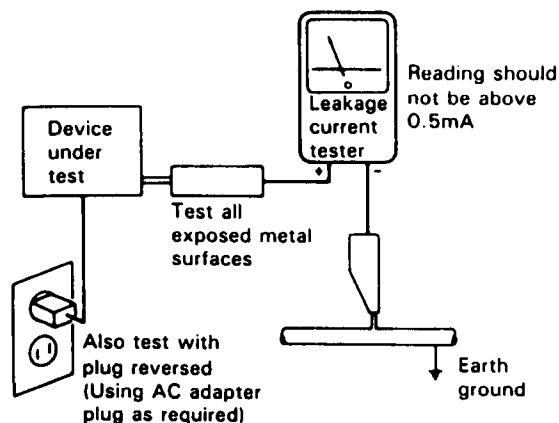 Device
under
test
Leakage
current
tester
+ -
Reading should
not be above
0.5mA
Test all
exposed metal
surfaces
Also test with
plug reversed
(Using AC adapter
plug as required)
Earth
ground